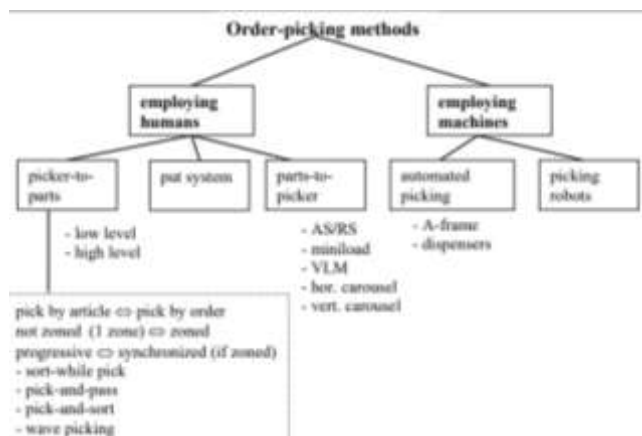 Order-picking methods
employing
humans
employing
machines
picker-to-
parts
put system
parts-to-
picker
automated
picking
picking
robots
- low level
- high level
- AS/RS
- miniload
- VLM
- hor. carousel
- vert. carousel
- A-frame
- dispensers
pick by article ⇔ pick by order
not zoned (1 zone) ⇔ zoned
progressive ⇔ synchronized (if zoned)
- sort-while pick
- pick-and-pass
- pick-and-sort
- wave picking